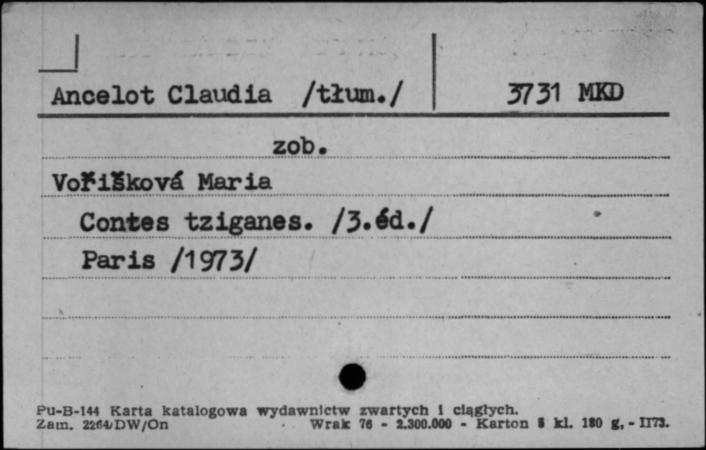 Ancelot Claudia /tłum./ 3731 MKD
zob.
Voříšková Maria
Contes tziganes. /3.éd./
Paris /1973/
Pu-B-144 Karta katalogowa wydawnictw zwartych i ciągłych.
Zam. 2264/DW/On Wrak 76 - 2.300.000 - Karton 5 kl. 180 g, - II73.